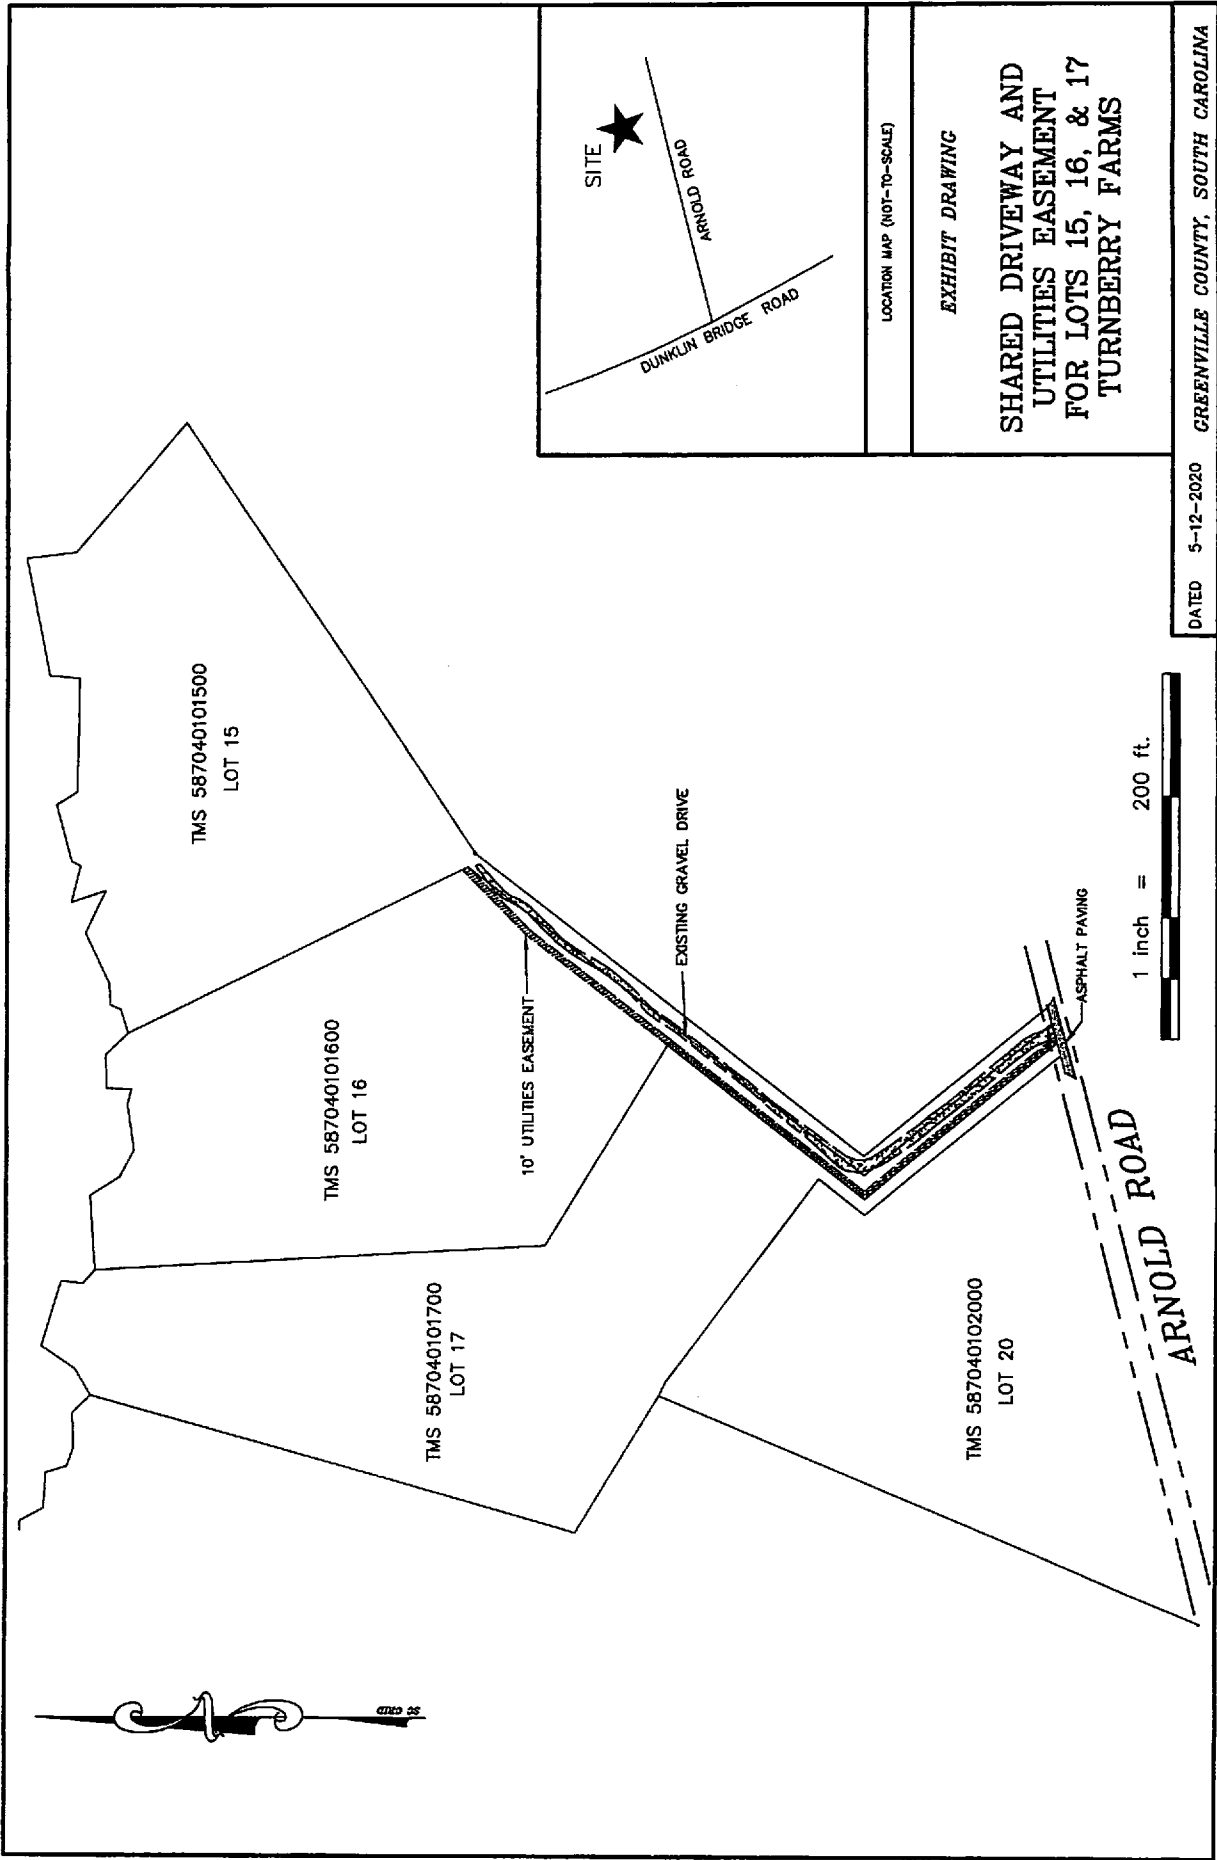 TMS 587040101500
LOT 15
TMS 587040101600
LOT 16
TMS 587040101700
LOT 17
TMS 587040102000
LOT 20
10' UTILITIES EASEMENT
EXISTING GRAVEL DRIVE
ASPHALT PAVING
ARNOLD ROAD
1 inch = 200 ft.
SITE
ARNOLD ROAD
DUNKLIN BRIDGE ROAD
LOCATION MAP (NOT-TO-SCALE)
EXHIBIT DRAWING
SHARED DRIVEWAY AND
UTILITIES EASEMENT
FOR LOTS 15, 16, & 17
TURNBERRY FARMS
DATED 5-12-2020 GREENVILLE COUNTY, SOUTH CAROLINA
SC GRID